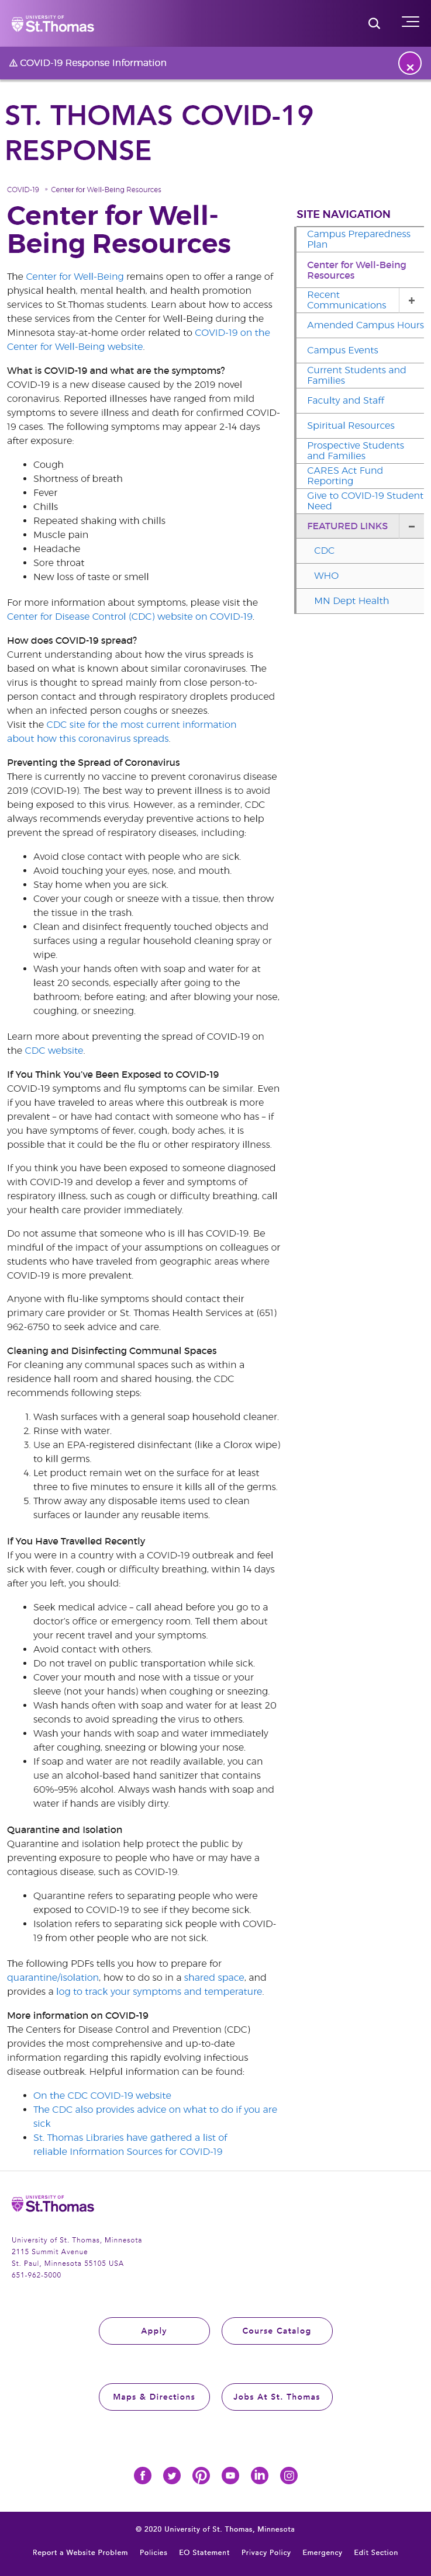 UNIVERSITY OF
St.Thomas
⚠ COVID-19 Response Information
×
ST. THOMAS COVID-19
RESPONSE
COVID-19 » Center for Well-Being Resources
Center for Well-
Being Resources
The Center for Well-Being remains open to offer a range of
physical health, mental health, and health promotion
services to St.Thomas students. Learn about how to access
these services from the Center for Well-Being during the
Minnesota stay-at-home order related to COVID-19 on the
Center for Well-Being website.
What is COVID-19 and what are the symptoms?
COVID-19 is a new disease caused by the 2019 novel
coronavirus. Reported illnesses have ranged from mild
symptoms to severe illness and death for confirmed COVID-
19 cases. The following symptoms may appear 2-14 days
after exposure:
• Cough
• Shortness of breath
• Fever
• Chills
• Repeated shaking with chills
• Muscle pain
• Headache
• Sore throat
• New loss of taste or smell
For more information about symptoms, please visit the
Center for Disease Control (CDC) website on COVID-19.
How does COVID-19 spread?
Current understanding about how the virus spreads is
based on what is known about similar coronaviruses. The
virus is thought to spread mainly from close person-to-
person contact and through respiratory droplets produced
when an infected person coughs or sneezes.
Visit the CDC site for the most current information
about how this coronavirus spreads.
Preventing the Spread of Coronavirus
There is currently no vaccine to prevent coronavirus disease
2019 (COVID-19). The best way to prevent illness is to avoid
being exposed to this virus. However, as a reminder, CDC
always recommends everyday preventive actions to help
prevent the spread of respiratory diseases, including:
• Avoid close contact with people who are sick.
• Avoid touching your eyes, nose, and mouth.
• Stay home when you are sick.
• Cover your cough or sneeze with a tissue, then throw
the tissue in the trash.
• Clean and disinfect frequently touched objects and
surfaces using a regular household cleaning spray or
wipe.
• Wash your hands often with soap and water for at
least 20 seconds, especially after going to the
bathroom; before eating; and after blowing your nose,
coughing, or sneezing.
Learn more about preventing the spread of COVID-19 on
the CDC website.
If You Think You've Been Exposed to COVID-19
COVID-19 symptoms and flu symptoms can be similar. Even
if you have traveled to areas where this outbreak is more
prevalent – or have had contact with someone who has – if
you have symptoms of fever, cough, body aches, it is
possible that it could be the flu or other respiratory illness.
If you think you have been exposed to someone diagnosed
with COVID-19 and develop a fever and symptoms of
respiratory illness, such as cough or difficulty breathing, call
your health care provider immediately.
Do not assume that someone who is ill has COVID-19. Be
mindful of the impact of your assumptions on colleagues or
students who have traveled from geographic areas where
COVID-19 is more prevalent.
Anyone with flu-like symptoms should contact their
primary care provider or St. Thomas Health Services at (651)
962-6750 to seek advice and care.
Cleaning and Disinfecting Communal Spaces
For cleaning any communal spaces such as within a
residence hall room and shared housing, the CDC
recommends following steps:
1. Wash surfaces with a general soap household cleaner.
2. Rinse with water.
3. Use an EPA-registered disinfectant (like a Clorox wipe)
to kill germs.
4. Let product remain wet on the surface for at least
three to five minutes to ensure it kills all of the germs.
5. Throw away any disposable items used to clean
surfaces or launder any reusable items.
If You Have Travelled Recently
If you were in a country with a COVID-19 outbreak and feel
sick with fever, cough or difficulty breathing, within 14 days
after you left, you should:
• Seek medical advice – call ahead before you go to a
doctor's office or emergency room. Tell them about
your recent travel and your symptoms.
• Avoid contact with others.
• Do not travel on public transportation while sick.
• Cover your mouth and nose with a tissue or your
sleeve (not your hands) when coughing or sneezing.
• Wash hands often with soap and water for at least 20
seconds to avoid spreading the virus to others.
• Wash your hands with soap and water immediately
after coughing, sneezing or blowing your nose.
• If soap and water are not readily available, you can
use an alcohol-based hand sanitizer that contains
60%–95% alcohol. Always wash hands with soap and
water if hands are visibly dirty.
Quarantine and Isolation
Quarantine and isolation help protect the public by
preventing exposure to people who have or may have a
contagious disease, such as COVID-19.
• Quarantine refers to separating people who were
exposed to COVID-19 to see if they become sick.
• Isolation refers to separating sick people with COVID-
19 from other people who are not sick.
The following PDFs tells you how to prepare for
quarantine/isolation, how to do so in a shared space, and
provides a log to track your symptoms and temperature.
More information on COVID-19
The Centers for Disease Control and Prevention (CDC)
provides the most comprehensive and up-to-date
information regarding this rapidly evolving infectious
disease outbreak. Helpful information can be found:
• On the CDC COVID-19 website
• The CDC also provides advice on what to do if you are
sick
• St. Thomas Libraries have gathered a list of
reliable Information Sources for COVID-19
SITE NAVIGATION
Campus Preparedness
Plan
Center for Well-Being
Resources
Recent
Communications +
Amended Campus Hours
Campus Events
Current Students and
Families
Faculty and Staff
Spiritual Resources
Prospective Students
and Families
CARES Act Fund
Reporting
Give to COVID-19 Student
Need
FEATURED LINKS –
CDC
WHO
MN Dept Health
UNIVERSITY OF
St.Thomas
University of St. Thomas, Minnesota
2115 Summit Avenue
St. Paul, Minnesota 55105 USA
651-962-5000
Apply
Course Catalog
Maps & Directions
Jobs At St. Thomas
© 2020 University of St. Thomas, Minnesota
Report a Website Problem Policies EO Statement Privacy Policy Emergency Edit Section